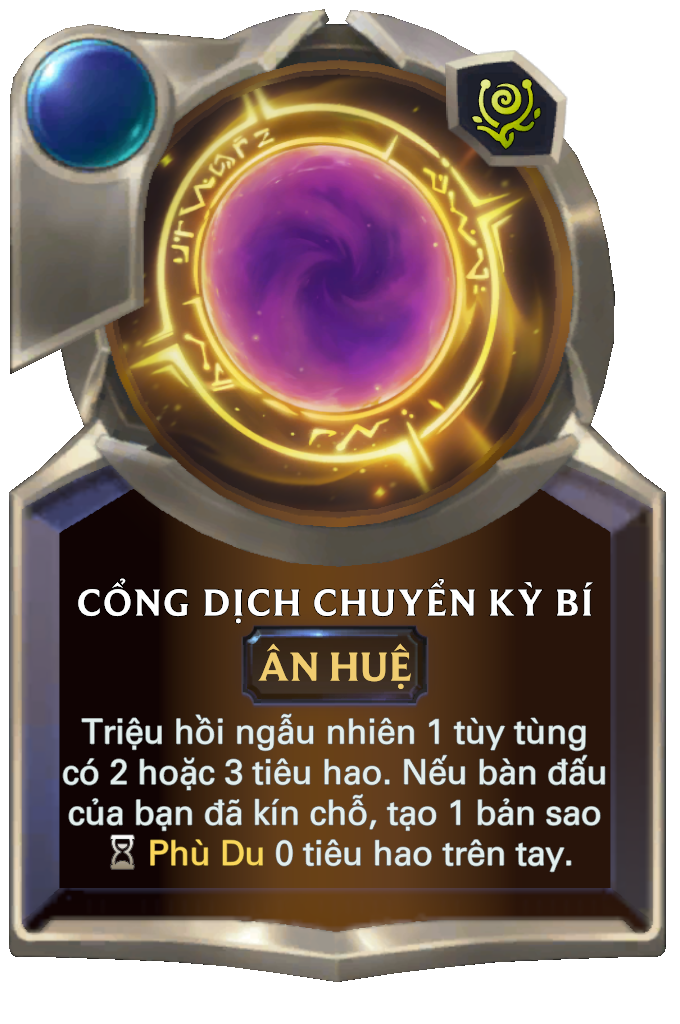 CỔNG DỊCH CHUYỂN KỲ BÍ
ÂN HUỆ
Triệu hồi ngẫu nhiên 1 tùy tùng
có 2 hoặc 3 tiêu hao. Nếu bàn đấu
của bạn đã kín chỗ, tạo 1 bản sao
Phù Du 0 tiêu hao trên tay.